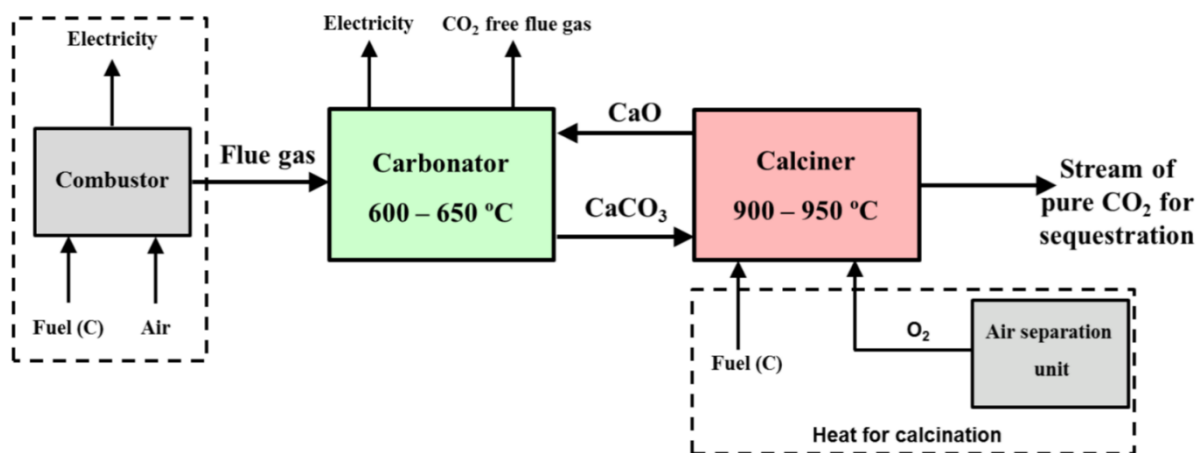 Electricity
Combustor
Fuel (C)
Air
Flue gas
Electricity
CO₂ free flue gas
Carbonator
600 – 650 ºC
CaO
CaCO₃
Calciner
900 – 950 ºC
Stream of
pure CO₂ for
sequestration
Fuel (C)
O₂
Air separation
unit
Heat for calcination